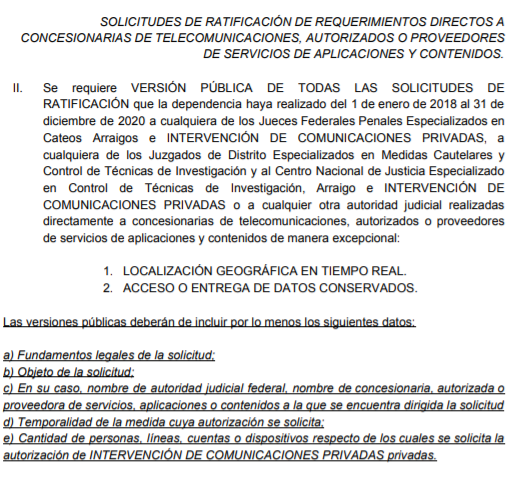 SOLICITUDES DE RATIFICACIÓN DE REQUERIMIENTOS DIRECTOS A
CONCESIONARIAS DE TELECOMUNICACIONES, AUTORIZADOS O PROVEEDORES
DE SERVICIOS DE APLICACIONES Y CONTENIDOS.
II. Se requiere VERSIÓN PÚBLICA DE TODAS LAS SOLICITUDES DE
RATIFICACIÓN que la dependencia haya realizado del 1 de enero de 2018 al 31 de
diciembre de 2020 a cualquiera de los Jueces Federales Penales Especializados en
Cateos Arraigos e INTERVENCIÓN DE COMUNICACIONES PRIVADAS, a
cualquiera de los Juzgados de Distrito Especializados en Medidas Cautelares y
Control de Técnicas de Investigación y al Centro Nacional de Justicia Especializado
en Control de Técnicas de Investigación, Arraigo e INTERVENCIÓN DE
COMUNICACIONES PRIVADAS o a cualquier otra autoridad judicial realizadas
directamente a concesionarias de telecomunicaciones, autorizados o proveedores
de servicios de aplicaciones y contenidos de manera excepcional:
1. LOCALIZACIÓN GEOGRÁFICA EN TIEMPO REAL.
2. ACCESO O ENTREGA DE DATOS CONSERVADOS.
Las versiones públicas deberán de incluir por lo menos los siguientes datos:
a) Fundamentos legales de la solicitud;
b) Objeto de la solicitud;
c) En su caso, nombre de autoridad judicial federal, nombre de concesionaria, autorizada o
proveedora de servicios, aplicaciones o contenidos a la que se encuentra dirigida la solicitud
d) Temporalidad de la medida cuya autorización se solicita;
e) Cantidad de personas, líneas, cuentas o dispositivos respecto de los cuales se solicita la
autorización de INTERVENCIÓN DE COMUNICACIONES PRIVADAS privadas.